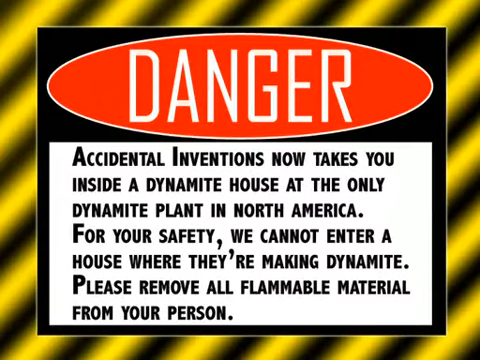 DANGER
ACCIDENTAL INVENTIONS NOW TAKES YOU
INSIDE A DYNAMITE HOUSE AT THE ONLY
DYNAMITE PLANT IN NORTH AMERICA.
FOR YOUR SAFETY, WE CANNOT ENTER A
HOUSE WHERE THEY'RE MAKING DYNAMITE.
PLEASE REMOVE ALL FLAMMABLE MATERIAL
FROM YOUR PERSON.